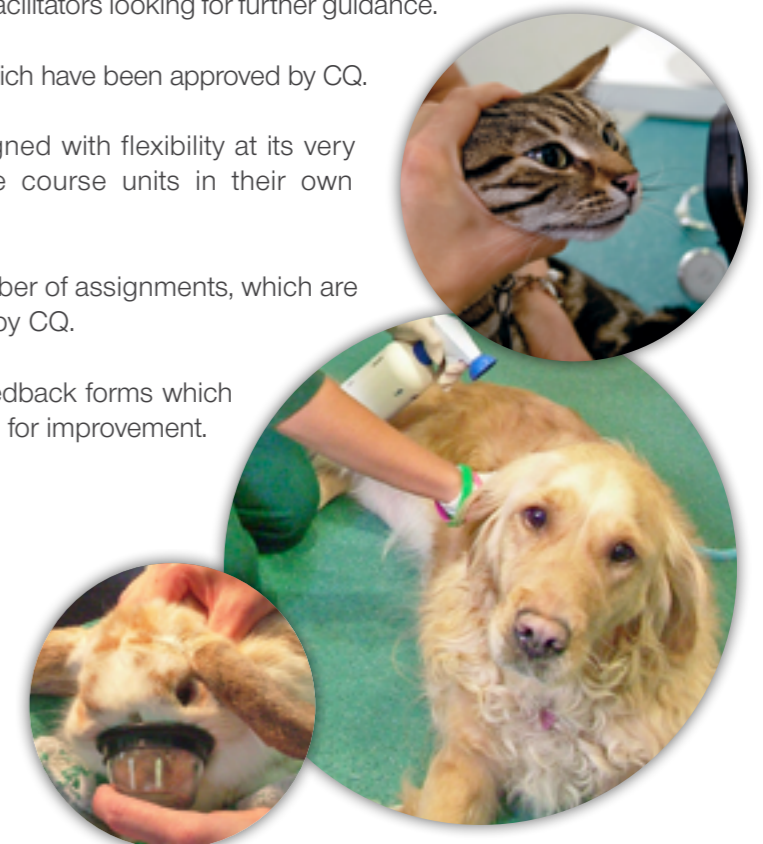 acilitators looking for further guidance.
ich have been approved by CQ.
gned with flexibility at its very
e course units in their own
ber of assignments, which are
by CQ.
edback forms which
for improvement.